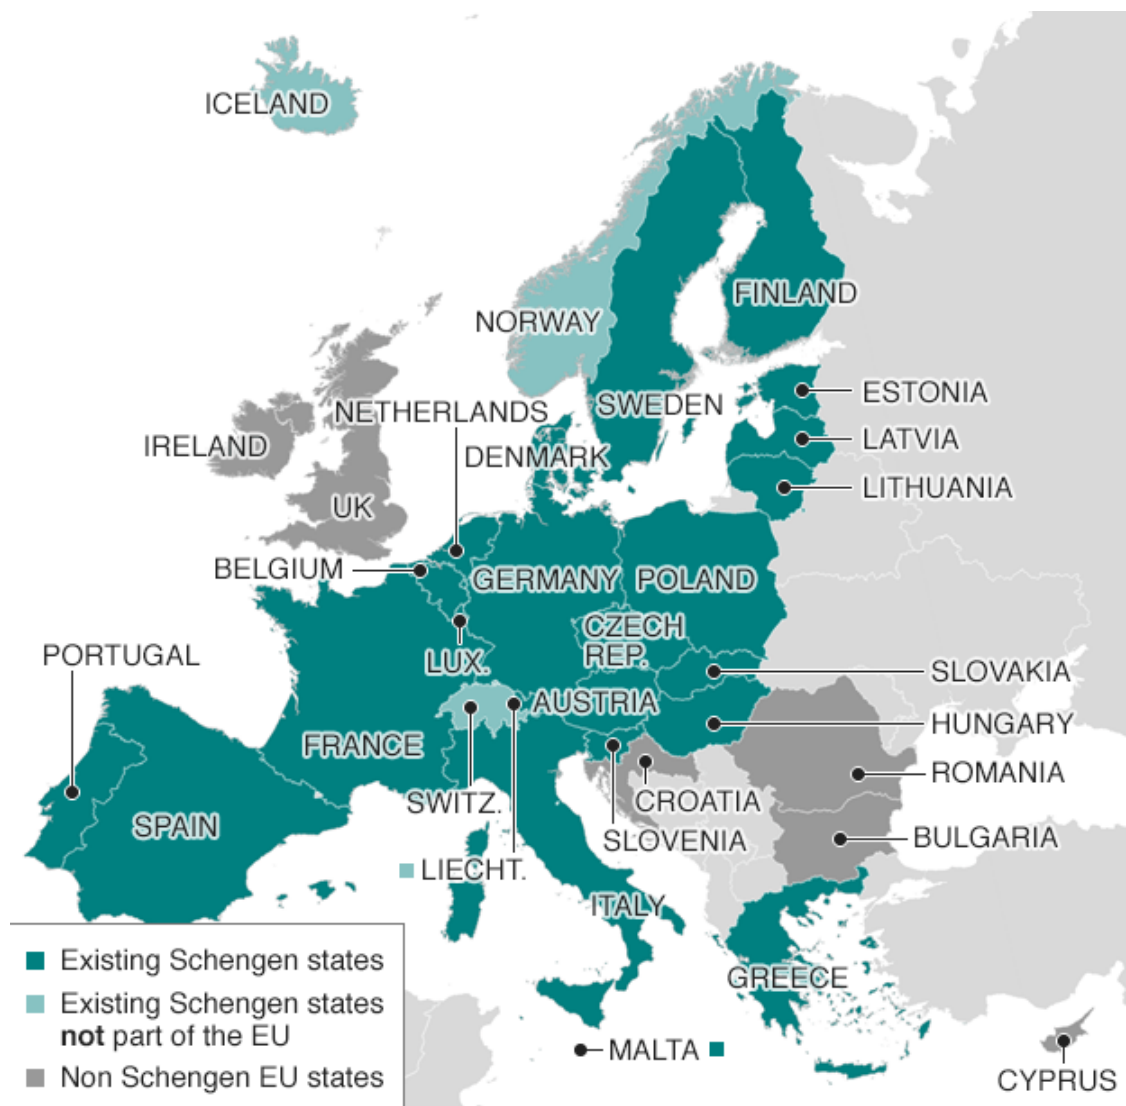 ICELAND
FINLAND
NORWAY
ESTONIA
SWEDEN
NETHERLANDS
LATVIA
IRELAND
DENMARK
LITHUANIA
UK
BELGIUM
GERMANY
POLAND
CZECH
REP.
PORTUGAL
LUX.
SLOVAKIA
AUSTRIA
HUNGARY
FRANCE
ROMANIA
SWITZ.
CROATIA
SPAIN
SLOVENIA
BULGARIA
LIECHT.
ITALY
GREECE
MALTA
CYPRUS
Existing Schengen states
Existing Schengen states
not part of the EU
Non Schengen EU states